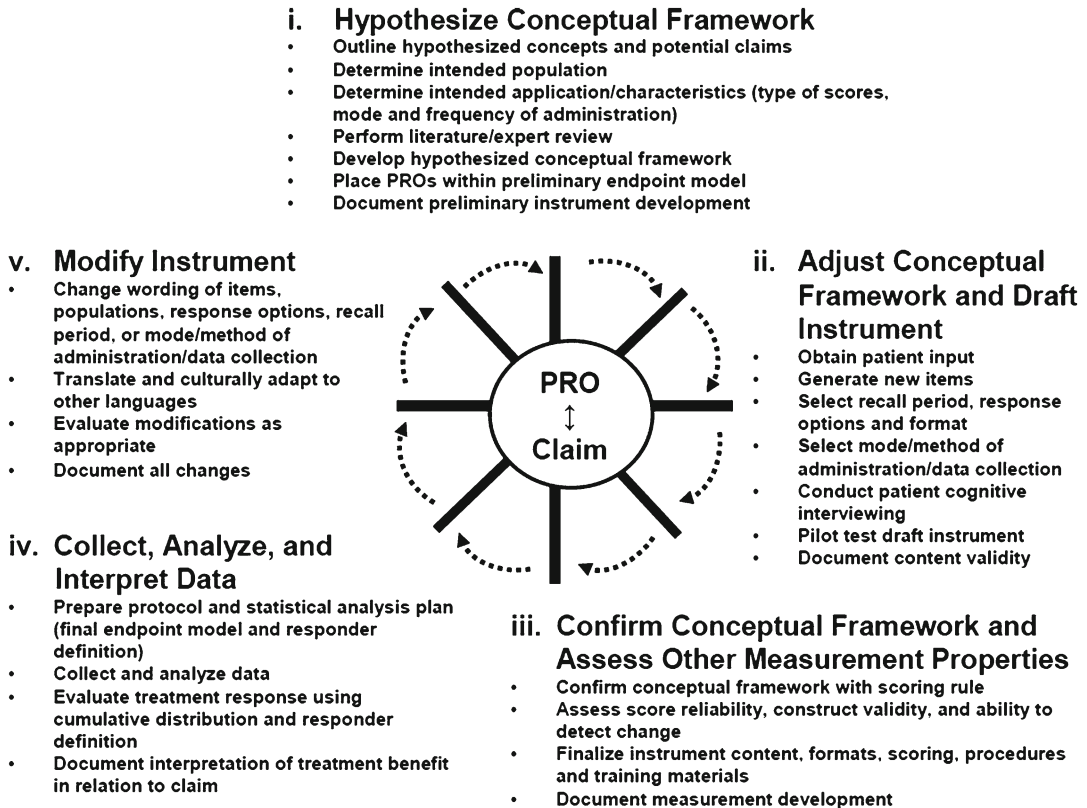 i. Hypothesize Conceptual Framework
• Outline hypothesized concepts and potential claims
• Determine intended population
• Determine intended application/characteristics (type of scores,
mode and frequency of administration)
• Perform literature/expert review
• Develop hypothesized conceptual framework
• Place PROs within preliminary endpoint model
• Document preliminary instrument development
v. Modify Instrument
• Change wording of items,
populations, response options, recall
period, or mode/method of
administration/data collection
• Translate and culturally adapt to
other languages
• Evaluate modifications as
appropriate
• Document all changes
PRO
↕
Claim
ii. Adjust Conceptual
Framework and Draft
Instrument
• Obtain patient input
• Generate new items
• Select recall period, response
options and format
• Select mode/method of
administration/data collection
• Conduct patient cognitive
interviewing
• Pilot test draft instrument
• Document content validity
iv. Collect, Analyze, and
Interpret Data
• Prepare protocol and statistical analysis plan
(final endpoint model and responder
definition)
• Collect and analyze data
• Evaluate treatment response using
cumulative distribution and responder
definition
• Document interpretation of treatment benefit
in relation to claim
iii. Confirm Conceptual Framework and
Assess Other Measurement Properties
• Confirm conceptual framework with scoring rule
• Assess score reliability, construct validity, and ability to
detect change
• Finalize instrument content, formats, scoring, procedures
and training materials
• Document measurement development